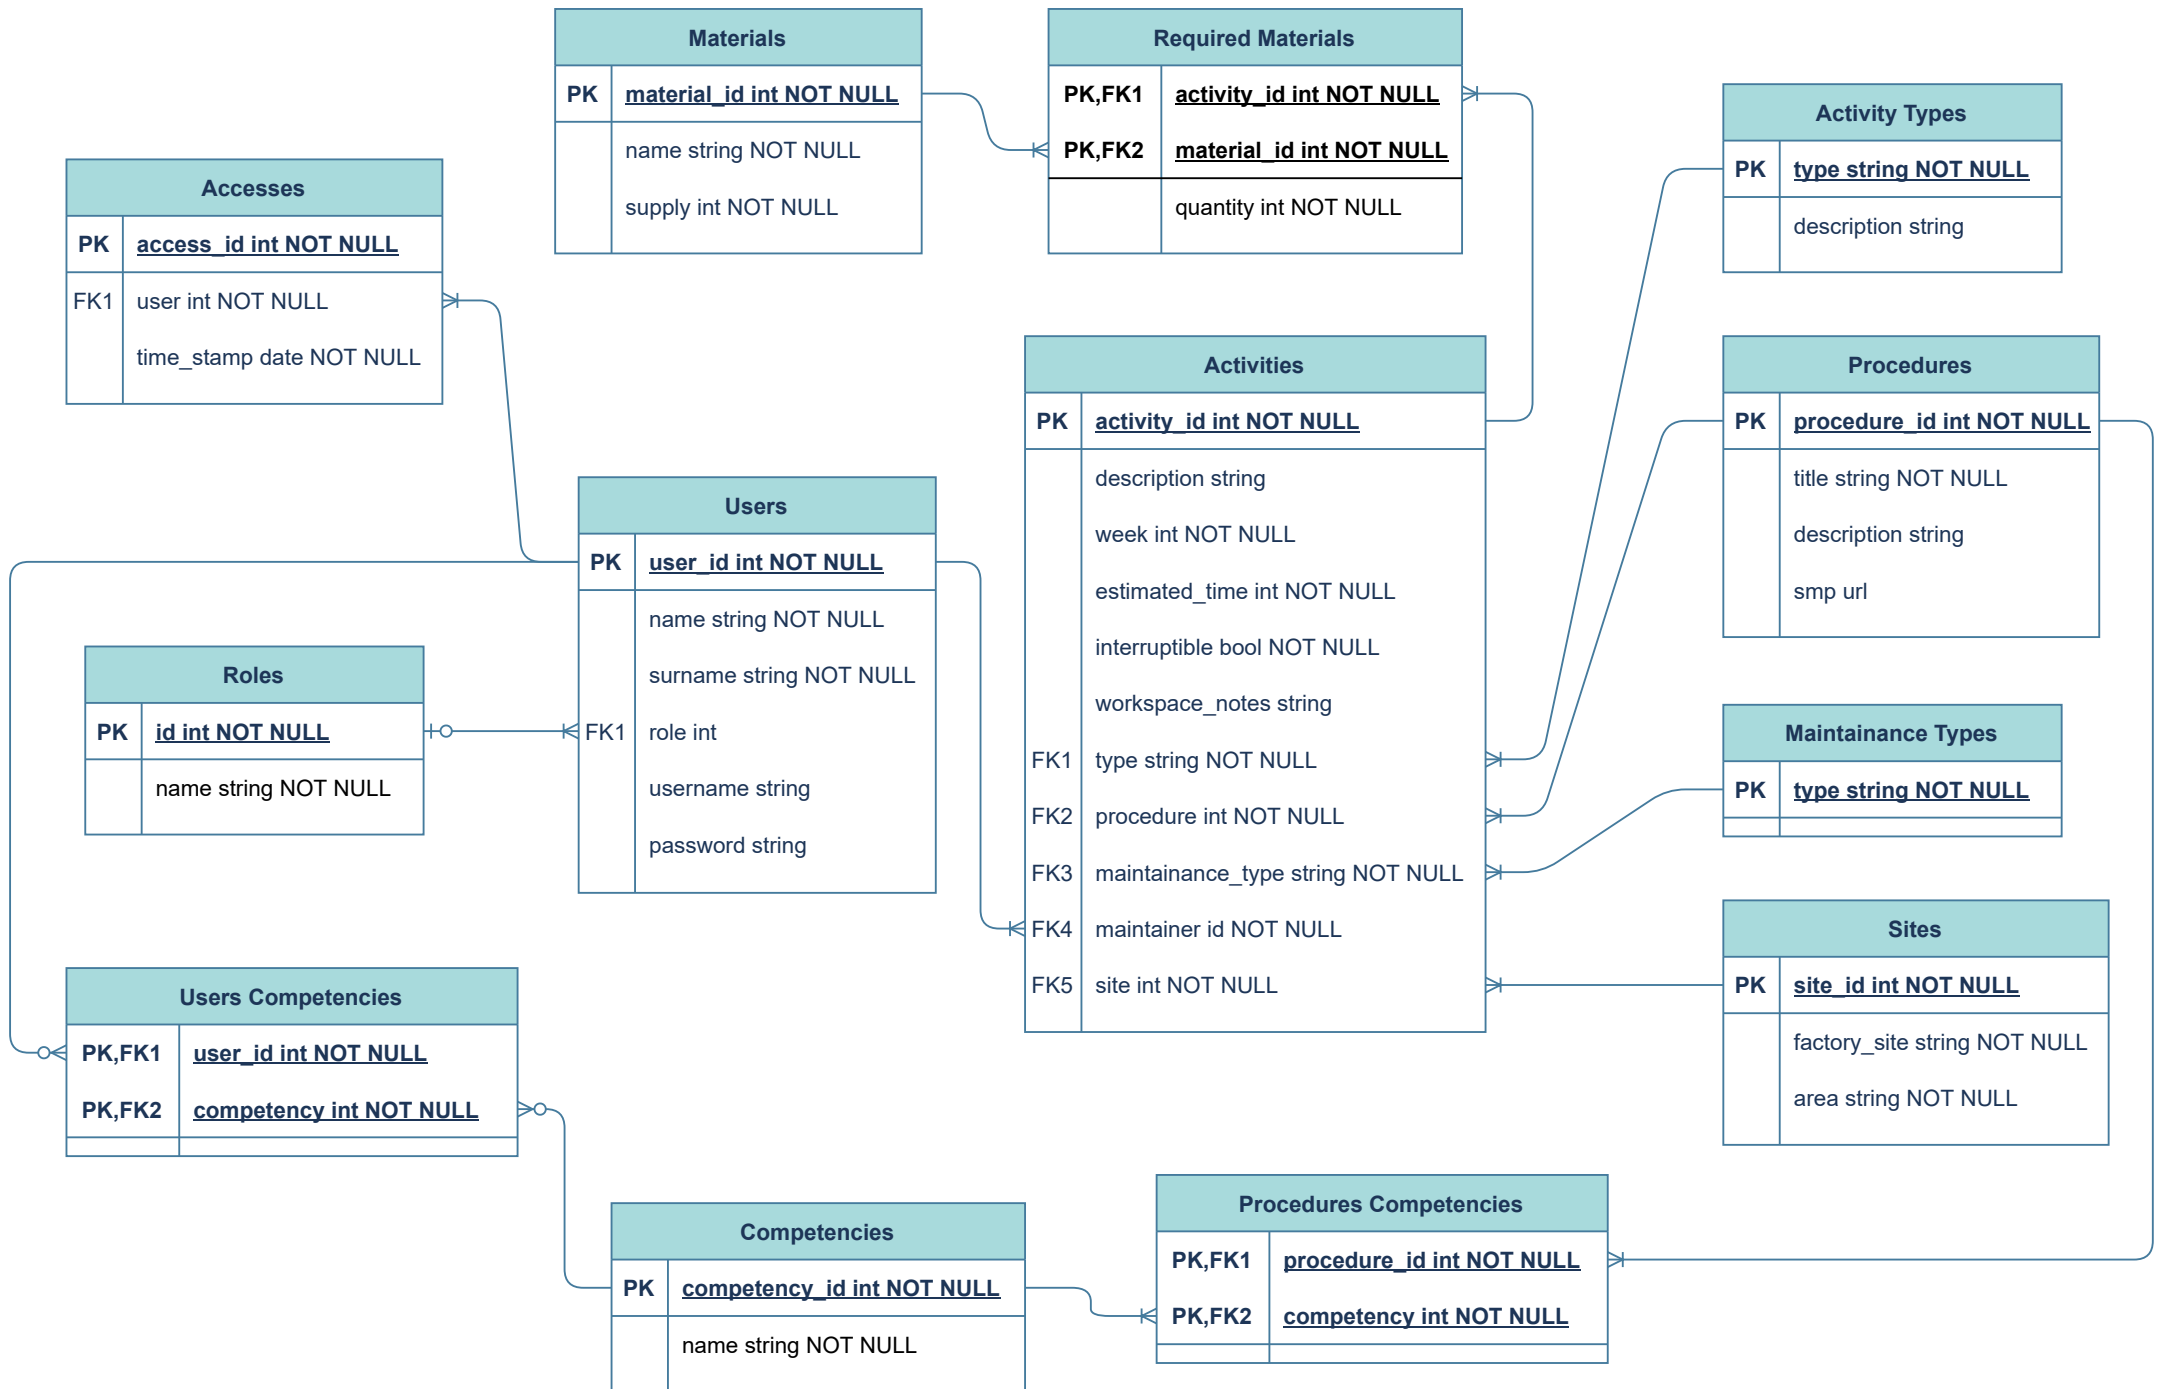 Materials
PK material_id int NOT NULL
name string NOT NULL
supply int NOT NULL
Required Materials
PK,FK1 activity_id int NOT NULL
PK,FK2 material_id int NOT NULL
quantity int NOT NULL
Activity Types
PK type string NOT NULL
description string
Accesses
PK access_id int NOT NULL
FK1 user int NOT NULL
time_stamp date NOT NULL
Activities
PK activity_id int NOT NULL
description string
week int NOT NULL
estimated_time int NOT NULL
interruptible bool NOT NULL
workspace_notes string
FK1 type string NOT NULL
FK2 procedure int NOT NULL
FK3 maintainance_type string NOT NULL
FK4 maintainer id NOT NULL
FK5 site int NOT NULL
Procedures
PK procedure_id int NOT NULL
title string NOT NULL
description string
smp url
Users
PK user_id int NOT NULL
name string NOT NULL
surname string NOT NULL
FK1 role int
username string
password string
Roles
PK id int NOT NULL
name string NOT NULL
Maintainance Types
PK type string NOT NULL
Sites
PK site_id int NOT NULL
factory_site string NOT NULL
area string NOT NULL
Users Competencies
PK,FK1 user_id int NOT NULL
PK,FK2 competency int NOT NULL
Competencies
PK competency_id int NOT NULL
name string NOT NULL
Procedures Competencies
PK,FK1 procedure_id int NOT NULL
PK,FK2 competency int NOT NULL